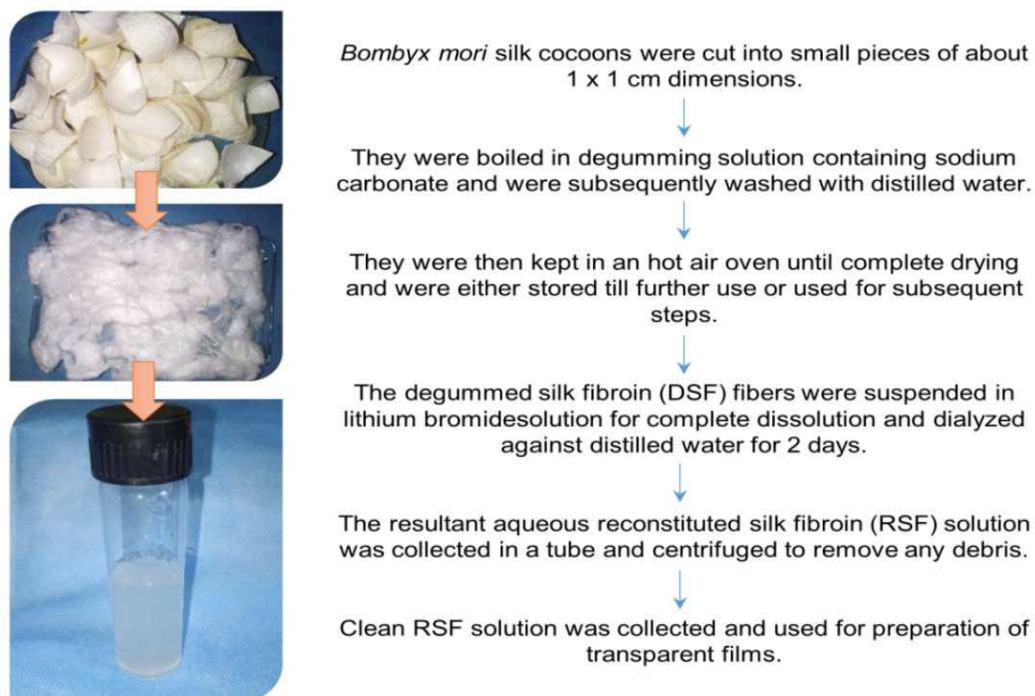 Bombyx mori silk cocoons were cut into small pieces of about
1 x 1 cm dimensions.
They were boiled in degumming solution containing sodium
carbonate and were subsequently washed with distilled water.
They were then kept in an hot air oven until complete drying
and were either stored till further use or used for subsequent
steps.
The degummed silk fibroin (DSF) fibers were suspended in
lithium bromidesolution for complete dissolution and dialyzed
against distilled water for 2 days.
The resultant aqueous reconstituted silk fibroin (RSF) solution
was collected in a tube and centrifuged to remove any debris.
Clean RSF solution was collected and used for preparation of
transparent films.